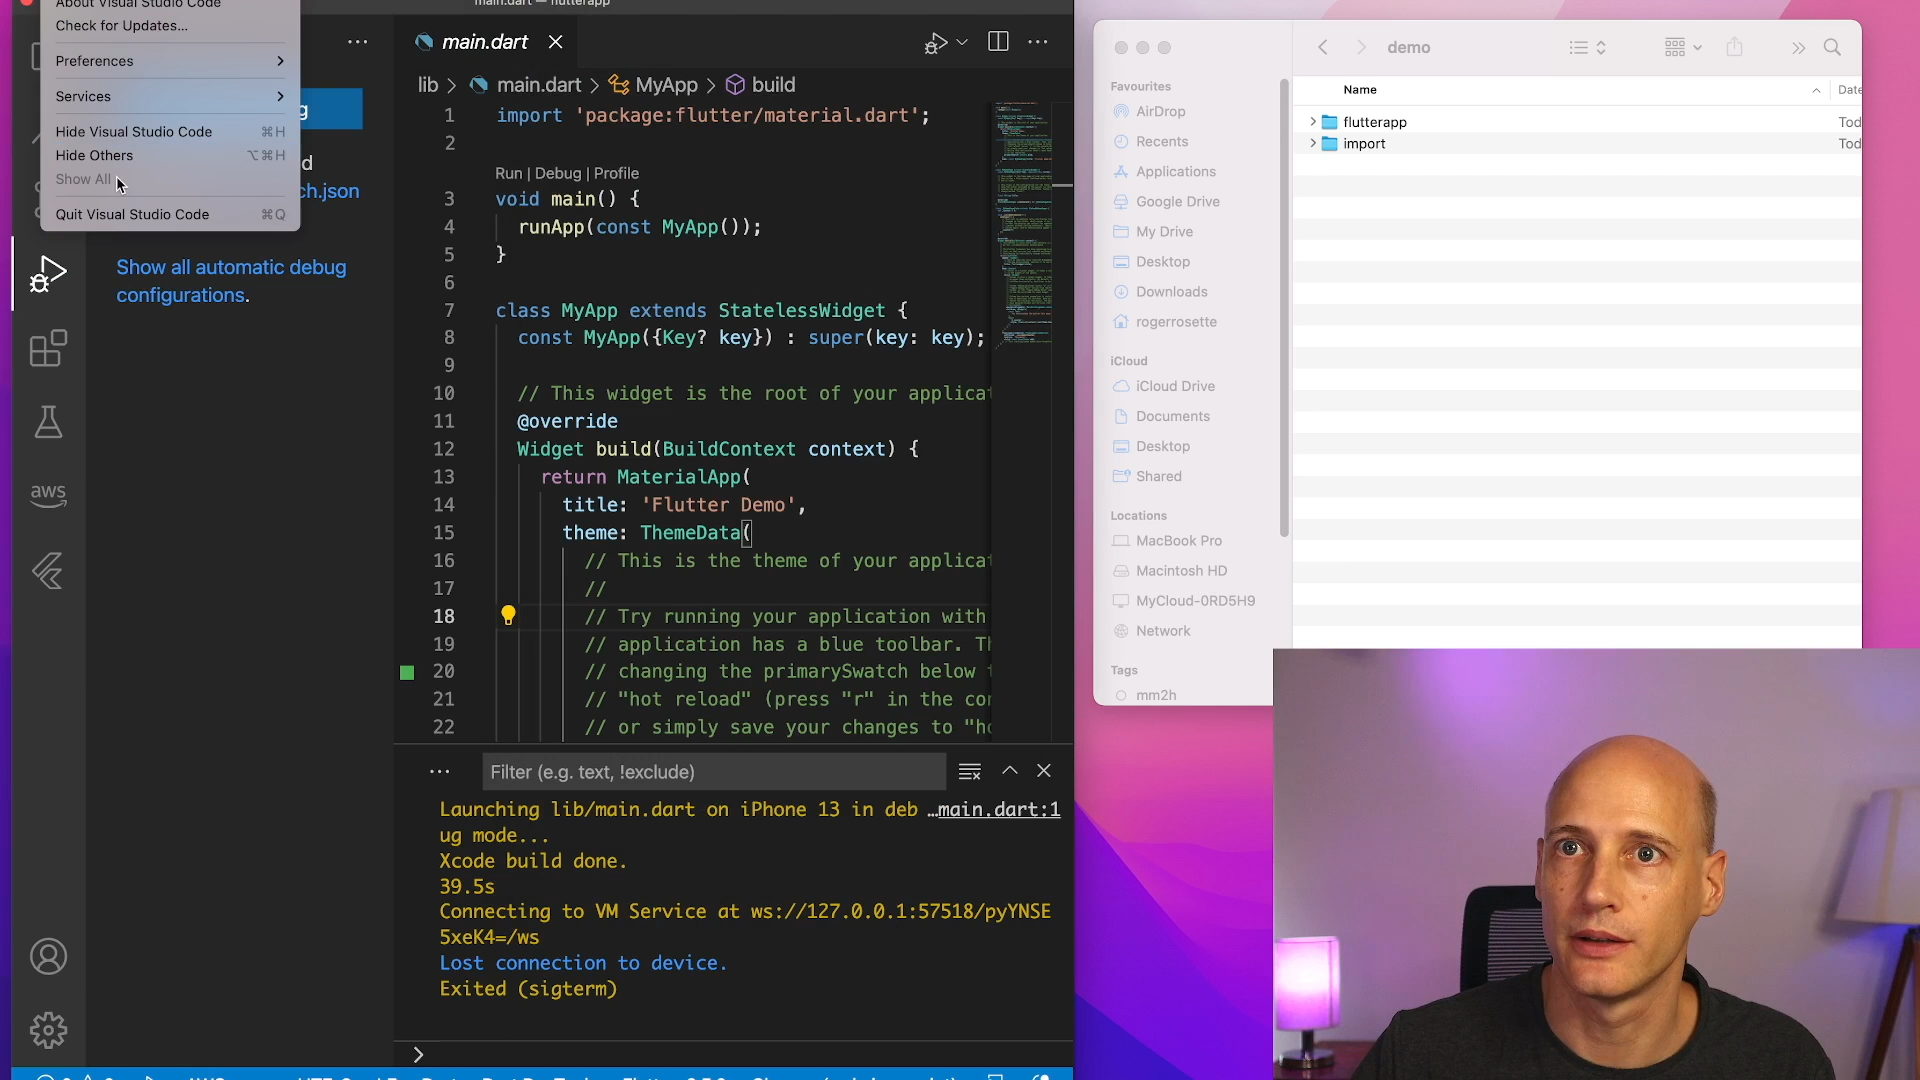 About Visual Studio Code
Check for Updates...
Preferences
Services
Hide Visual Studio Code ⌘H
Hide Others ⌥⌘H
Show All
Quit Visual Studio Code ⌘Q
main.dart — flutterapp
g
d
ch.json
Show all automatic debug
configurations.
aws
main.dart
lib > main.dart > MyApp > build
1 import 'package:flutter/material.dart';
2
Run | Debug | Profile
3 void main() {
4 runApp(const MyApp());
5 }
6
7 class MyApp extends StatelessWidget {
8 const MyApp({Key? key}) : super(key: key);
9
10 // This widget is the root of your applica
11 @override
12 Widget build(BuildContext context) {
13 return MaterialApp(
14 title: 'Flutter Demo',
15 theme: ThemeData(
16 // This is the theme of your applicat
17 //
18 // Try running your application with
19 // application has a blue toolbar. Th
20 // changing the primarySwatch below t
21 // "hot reload" (press "r" in the con
22 // or simply save your changes to "ho
Filter (e.g. text, !exclude)
Launching lib/main.dart on iPhone 13 in deb …main.dart:1
ug mode...
Xcode build done.
39.5s
Connecting to VM Service at ws://127.0.0.1:57518/pyYNSE
5xeK4=/ws
Lost connection to device.
Exited (sigterm)
demo
Favourites
AirDrop
Recents
Applications
Google Drive
My Drive
Desktop
Downloads
rogerrosette
iCloud
iCloud Drive
Documents
Desktop
Shared
Locations
MacBook Pro
Macintosh HD
MyCloud-0RD5H9
Network
Tags
mm2h
Name Date
flutterapp Tod
import Tod